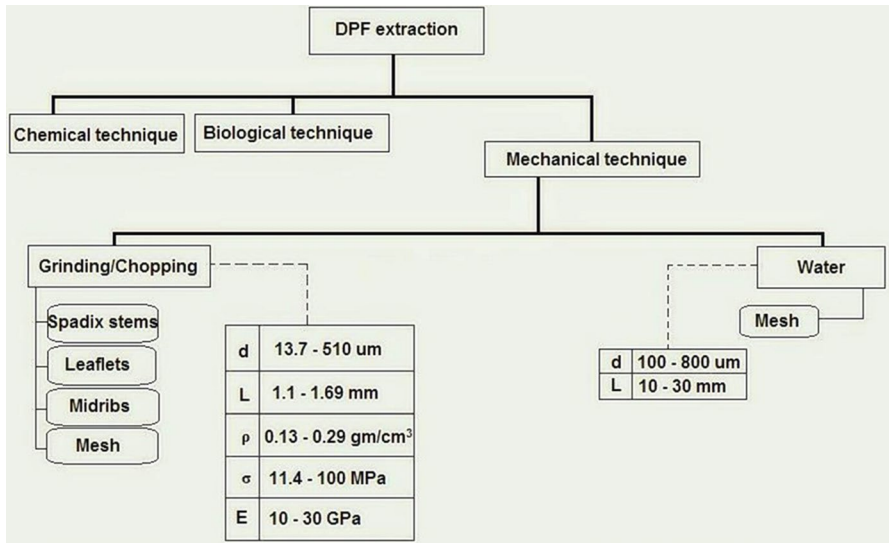 DPF extraction
Chemical technique
Biological technique
Mechanical technique
Grinding/Chopping
Spadix stems
Leaflets
Midribs
Mesh
d 13.7 - 510 um
L 1.1 - 1.69 mm
ρ 0.13 - 0.29 gm/cm³
σ 11.4 - 100 MPa
E 10 - 30 GPa
Water
Mesh
d 100 - 800 um
L 10 - 30 mm